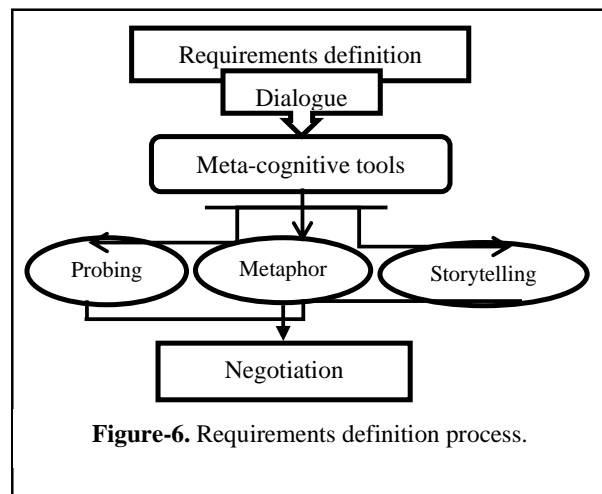 Requirements definition
Dialogue
Meta-cognitive tools
Probing
Metaphor
Storytelling
Negotiation
Figure-6. Requirements definition process.